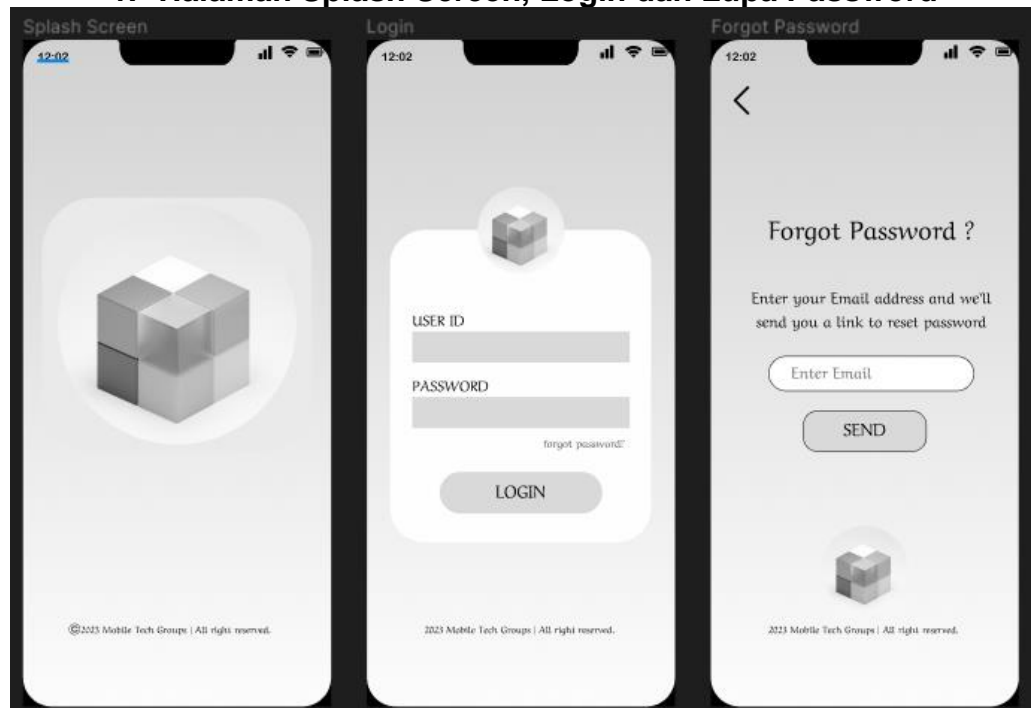 Halaman Splash Screen, Login dan Lupa Password
Splash Screen
12:02
©2023 Mobile Tech Groups | All right reserved.
Login
12:02
USER ID
PASSWORD
forgot password?
LOGIN
2023 Mobile Tech Groups | All right reserved.
Forgot Password
12:02
Forgot Password ?
Enter your Email address and we'll
send you a link to reset password
Enter Email
SEND
2023 Mobile Tech Groups | All right reserved.